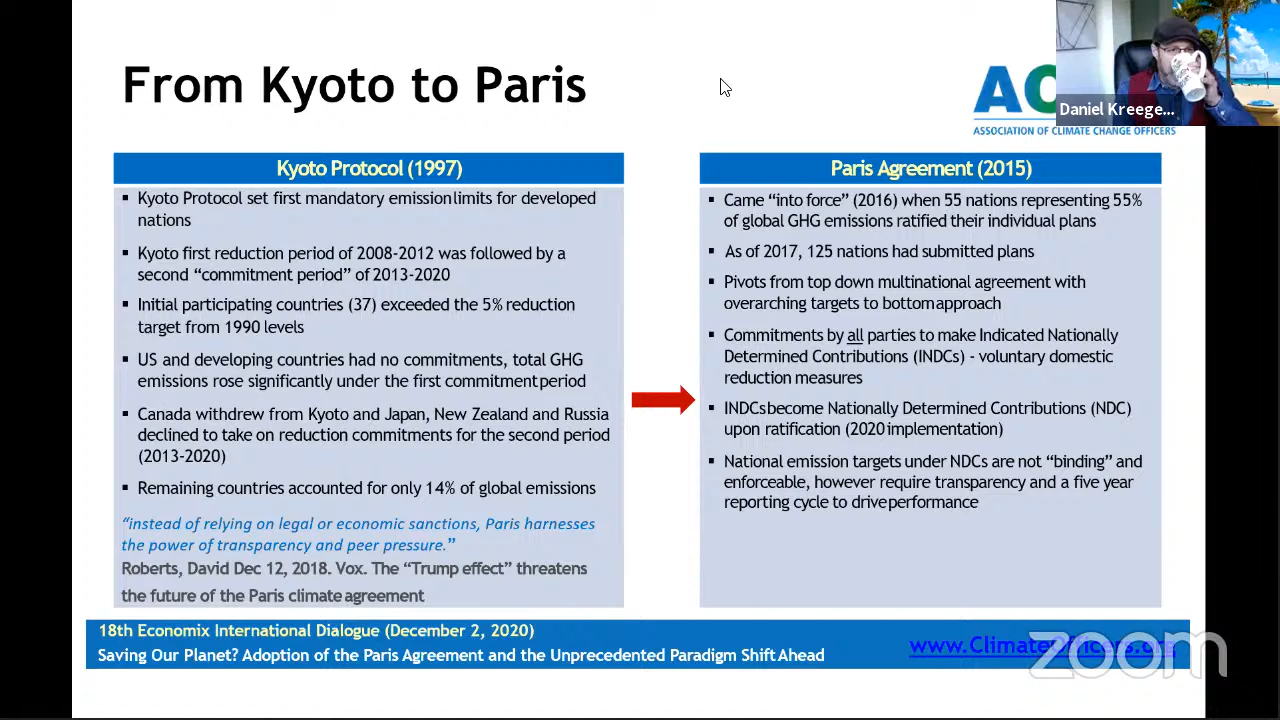 From Kyoto to Paris
Daniel Kreege...
ASSOCIATION OF CLIMATE CHANGE OFFICERS
Kyoto Protocol (1997)
▪ Kyoto Protocol set first mandatory emission limits for developed
nations
▪ Kyoto first reduction period of 2008-2012 was followed by a
second “commitment period” of 2013-2020
▪ Initial participating countries (37) exceeded the 5% reduction
target from 1990 levels
▪ US and developing countries had no commitments, total GHG
emissions rose significantly under the first commitment period
▪ Canada withdrew from Kyoto and Japan, New Zealand and Russia
declined to take on reduction commitments for the second period
(2013-2020)
▪ Remaining countries accounted for only 14% of global emissions
“instead of relying on legal or economic sanctions, Paris harnesses
the power of transparency and peer pressure.”
Roberts, David Dec 12, 2018. Vox. The “Trump effect” threatens
the future of the Paris climate agreement
Paris Agreement (2015)
▪ Came “into force” (2016) when 55 nations representing 55%
of global GHG emissions ratified their individual plans
▪ As of 2017, 125 nations had submitted plans
▪ Pivots from top down multinational agreement with
overarching targets to bottom approach
▪ Commitments by all parties to make Indicated Nationally
Determined Contributions (INDCs) - voluntary domestic
reduction measures
▪ INDCs become Nationally Determined Contributions (NDC)
upon ratification (2020 implementation)
▪ National emission targets under NDCs are not “binding” and
enforceable, however require transparency and a five year
reporting cycle to drive performance
18th Economix International Dialogue (December 2, 2020)
Saving Our Planet? Adoption of the Paris Agreement and the Unprecedented Paradigm Shift Ahead
www.ClimateOfficers.org
zoom